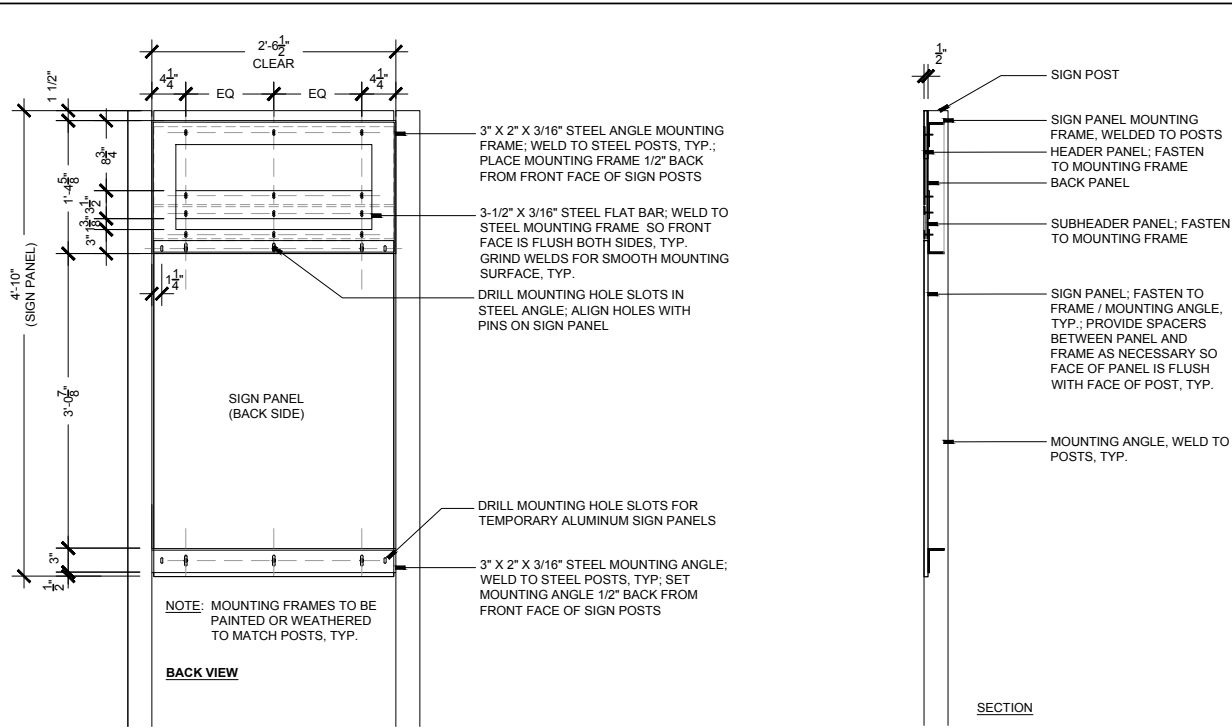 2'-6 1/2"
CLEAR
4 1/4"
EQ
EQ
4 1/4"
1 1/2"
8 3/4"
1'-4 5/8"
3 1/2"
1 3/8"
3"
4'-10"
(SIGN PANEL)
1 1/4"
3'-0 7/8"
3"
1/2"
SIGN PANEL
(BACK SIDE)
3" X 2" X 3/16" STEEL ANGLE MOUNTING
FRAME; WELD TO STEEL POSTS, TYP.;
PLACE MOUNTING FRAME 1/2" BACK
FROM FRONT FACE OF SIGN POSTS
3-1/2" X 3/16" STEEL FLAT BAR; WELD TO
STEEL MOUNTING FRAME SO FRONT
FACE IS FLUSH BOTH SIDES, TYP.
GRIND WELDS FOR SMOOTH MOUNTING
SURFACE, TYP.
DRILL MOUNTING HOLE SLOTS IN
STEEL ANGLE; ALIGN HOLES WITH
PINS ON SIGN PANEL
DRILL MOUNTING HOLE SLOTS FOR
TEMPORARY ALUMINUM SIGN PANELS
3" X 2" X 3/16" STEEL MOUNTING ANGLE;
WELD TO STEEL POSTS, TYP; SET
MOUNTING ANGLE 1/2" BACK FROM
FRONT FACE OF SIGN POSTS
NOTE: MOUNTING FRAMES TO BE
PAINTED OR WEATHERED
TO MATCH POSTS, TYP.
BACK VIEW
1/2"
SIGN POST
SIGN PANEL MOUNTING
FRAME, WELDED TO POSTS
HEADER PANEL; FASTEN
TO MOUNTING FRAME
BACK PANEL
SUBHEADER PANEL; FASTEN
TO MOUNTING FRAME
SIGN PANEL; FASTEN TO
FRAME / MOUNTING ANGLE,
TYP.; PROVIDE SPACERS
BETWEEN PANEL AND
FRAME AS NECESSARY SO
FACE OF PANEL IS FLUSH
WITH FACE OF POST, TYP.
MOUNTING ANGLE, WELD TO
POSTS, TYP.
SECTION